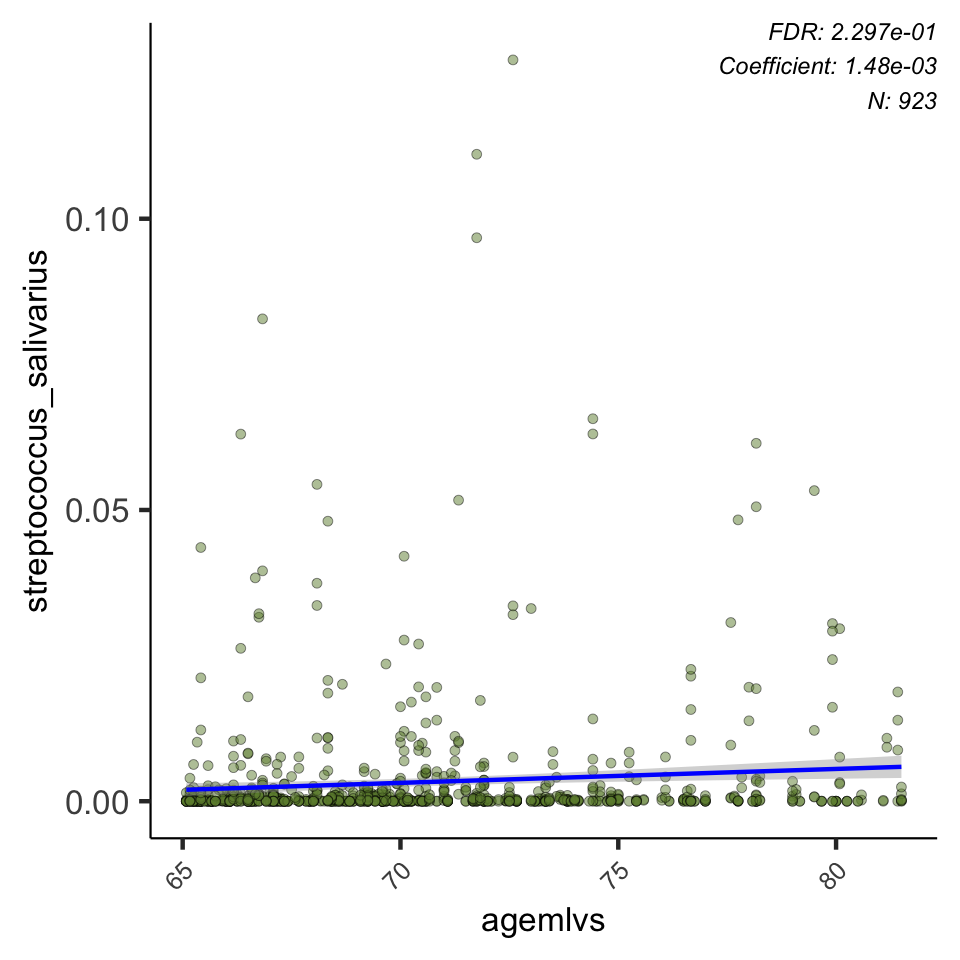 FDR: 2.297e-01
Coefficient: 1.48e-03
N: 923
0.10
0.05
0.00
streptococcus_salivarius
65
70
75
80
agemlvs